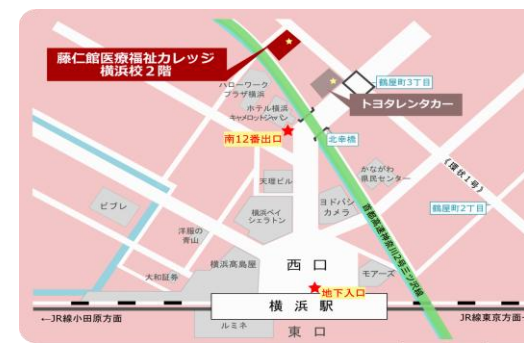 藤仁館医療福祉カレッジ
横浜校2階
ハローワーク
プラザ横浜
ホテル横浜
キャメロットジャパン
南12番出口
鶴屋町3丁目
トヨタレンタカー
北幸橋
天理ビル
かながわ
県民センター
(環状1号)
ビブレ
横浜ベイ
シェラトン
ヨドバシ
カメラ
鶴屋町2丁目
洋服の
青山
首都高速神奈川2号三ツ沢線
大和証券
横浜髙島屋
西口
モアーズ
地下入口
横浜駅
←JR線小田原方面
JR線東京方面
ルミネ
東口